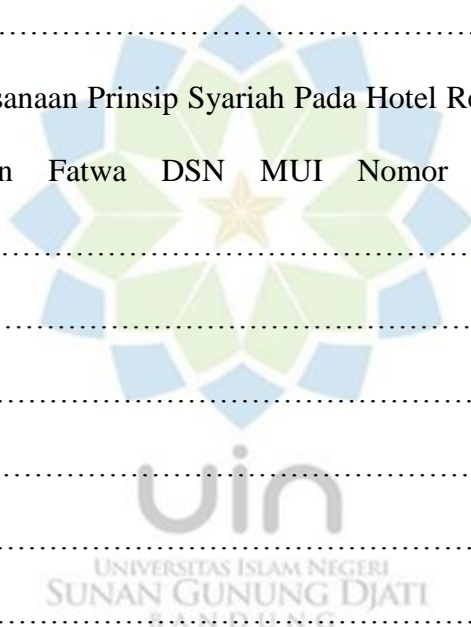 ..........................................................................
sanaan Prinsip Syariah Pada Hotel Re
n Fatwa DSN MUI Nomor
..........................................................................
..........................................................................
..........................................................................
..........................................................................
uin
..........................................................................
UNIVERSITAS ISLAM NEGERI
SUNAN GUNUNG DJATI
BANDUNG
..........................................................................